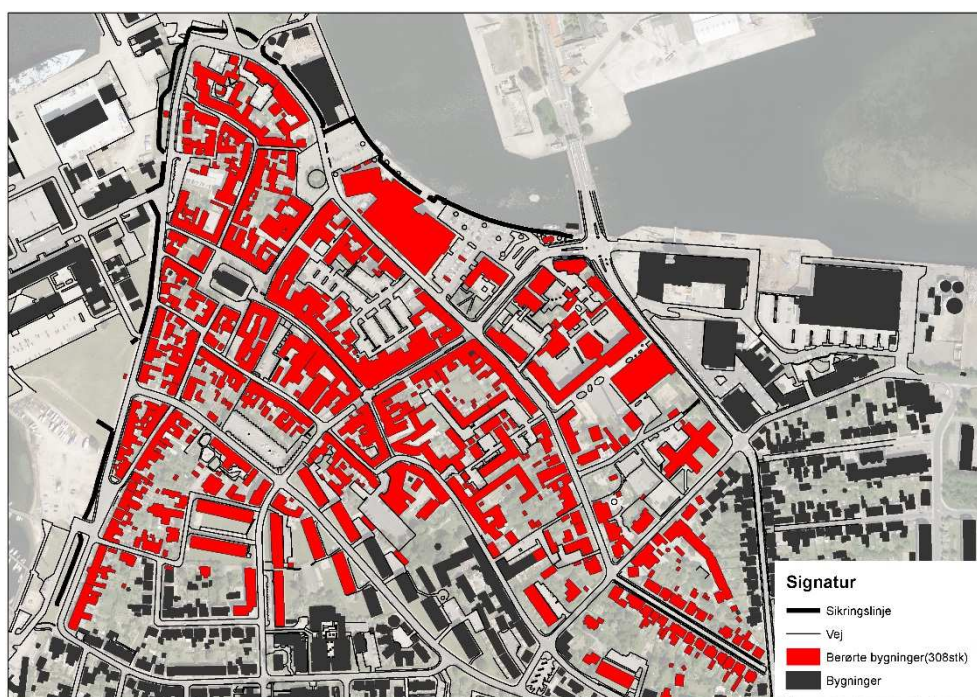 Signatur
Sikringslinje
Vej
Berørte bygninger(308stk)
Bygninger